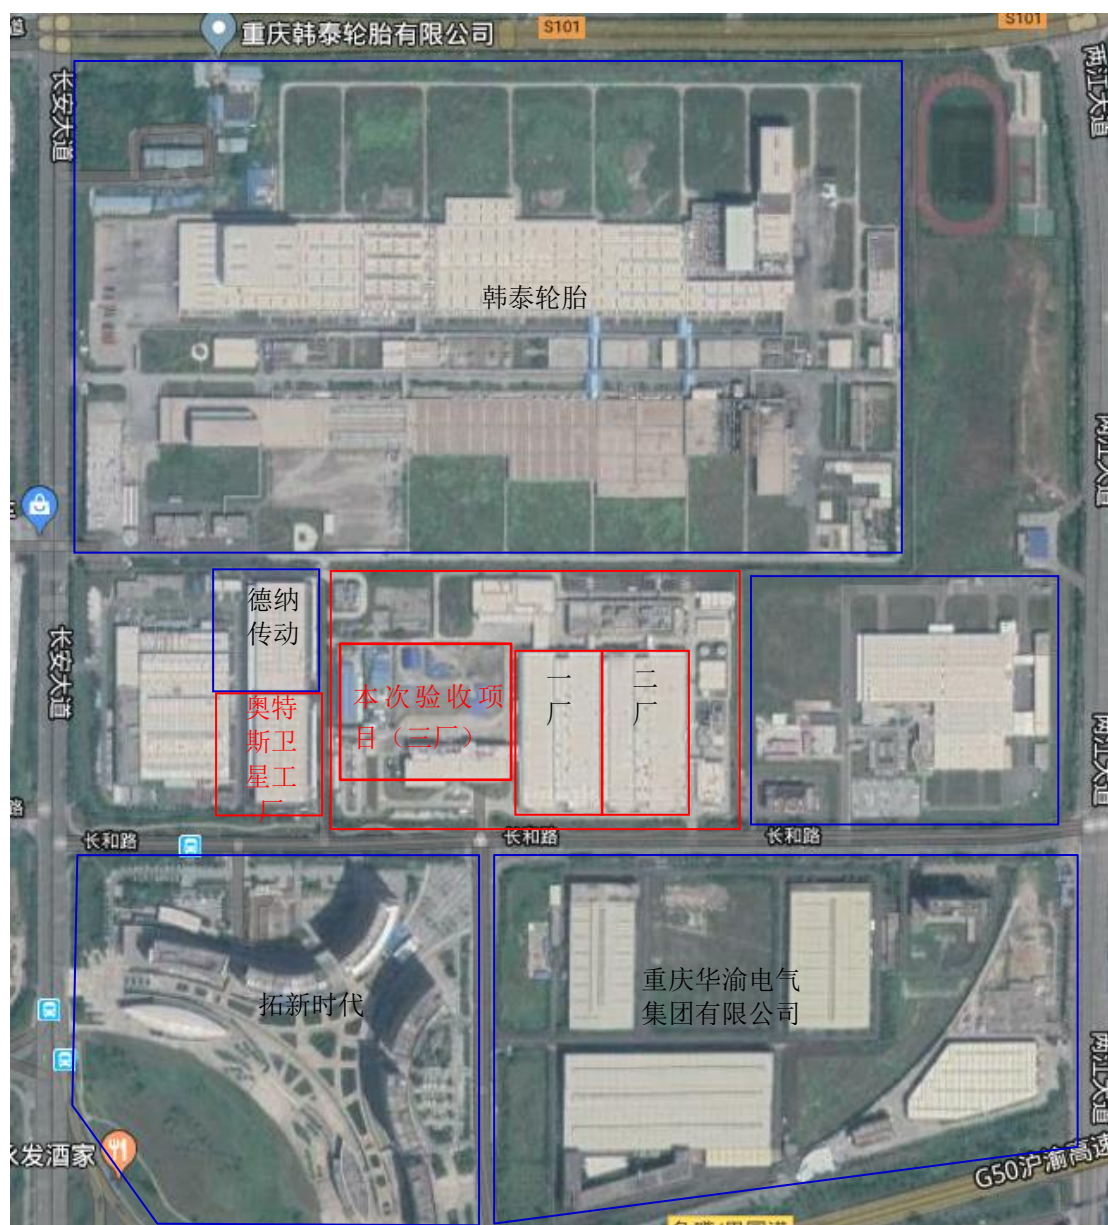 S101
S101
重庆韩泰轮胎有限公司
道
长安大道
两江大道
韩泰轮胎
两江大道
德纳
传动
长安大道
一
厂
二
厂
本次验收项
目（三厂）
奥特
斯卫
星工
厂
两江大道
路
长和路
长和路
长和路
拓新时代
重庆华渝电气
集团有限公司
两江大道
永发酒家
G50沪渝高速